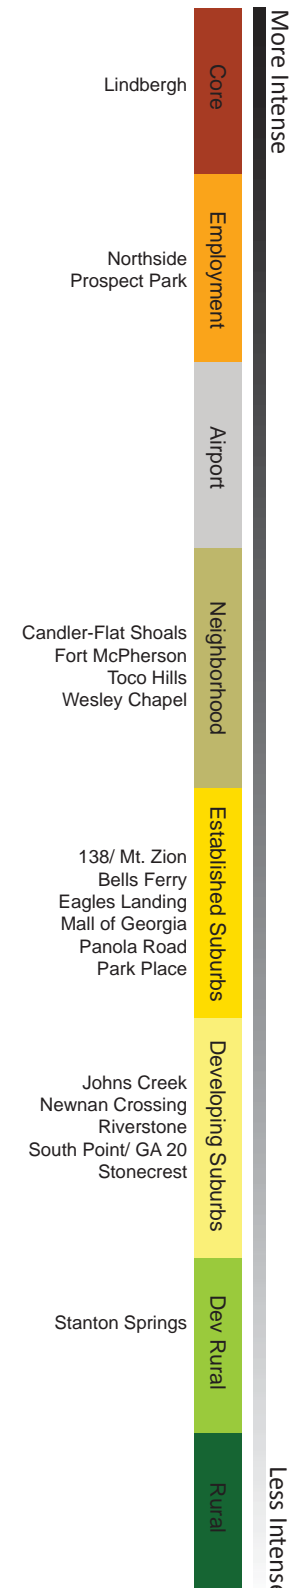 More Intense
Lindbergh
Core
Northside
Prospect Park
Employment
Airport
Candler-Flat Shoals
Fort McPherson
Toco Hills
Wesley Chapel
Neighborhood
138/ Mt. Zion
Bells Ferry
Eagles Landing
Mall of Georgia
Panola Road
Park Place
Established Suburbs
Johns Creek
Newnan Crossing
Riverstone
South Point/ GA 20
Stonecrest
Developing Suburbs
Stanton Springs
Dev Rural
Rural
Less Intense